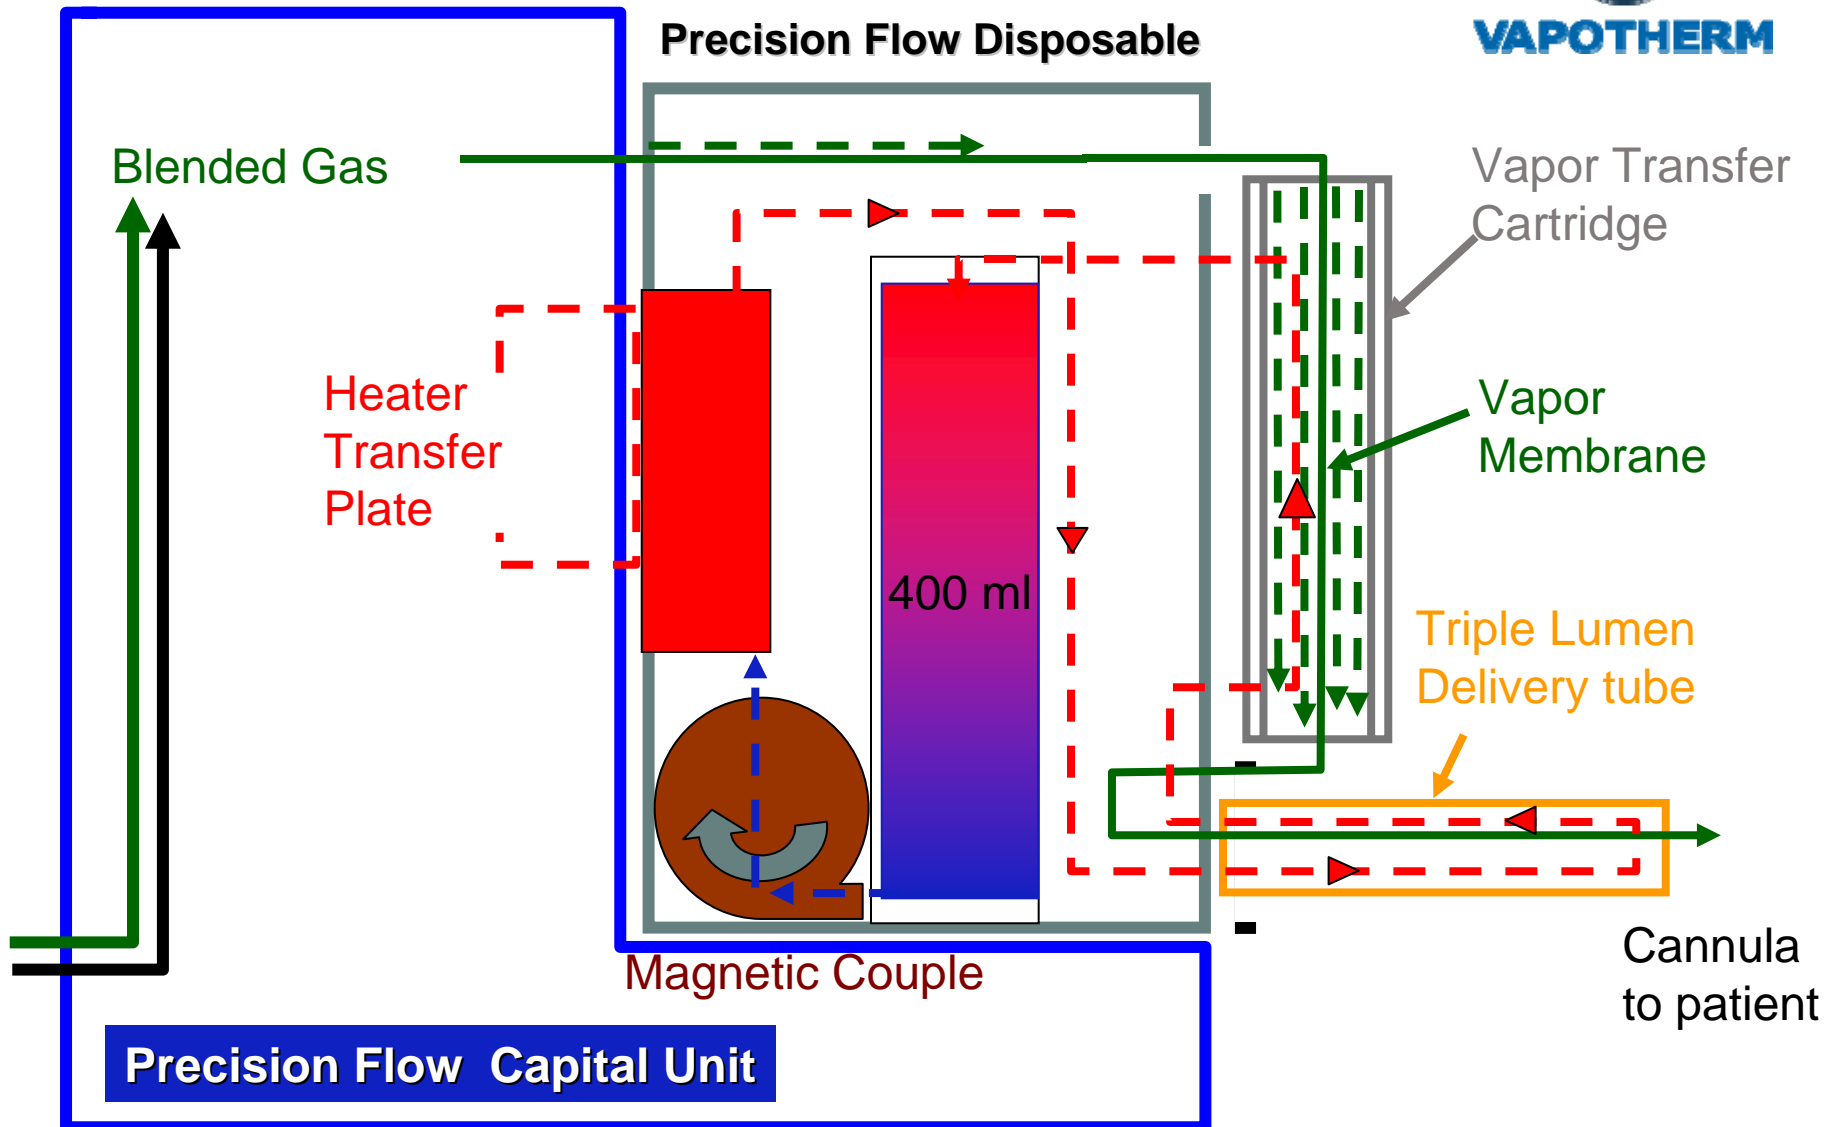 Precision Flow Disposable
VAPOTHERM
Blended Gas
Vapor Transfer
Cartridge
Heater
Transfer
Plate
Vapor
Membrane
400 ml
Triple Lumen
Delivery tube
Cannula
to patient
Magnetic Couple
Precision Flow  Capital Unit